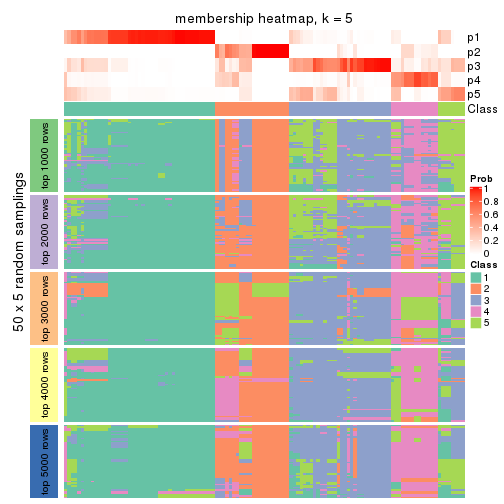 membership heatmap, k = 5
p1
p2
p3
p4
p5
Class
50 x 5 random samplings
top 1000 rows
top 2000 rows
top 3000 rows
top 4000 rows
top 5000 rows
Prob
1
0.8
0.6
0.4
0.2
0
Class
1
2
3
4
5